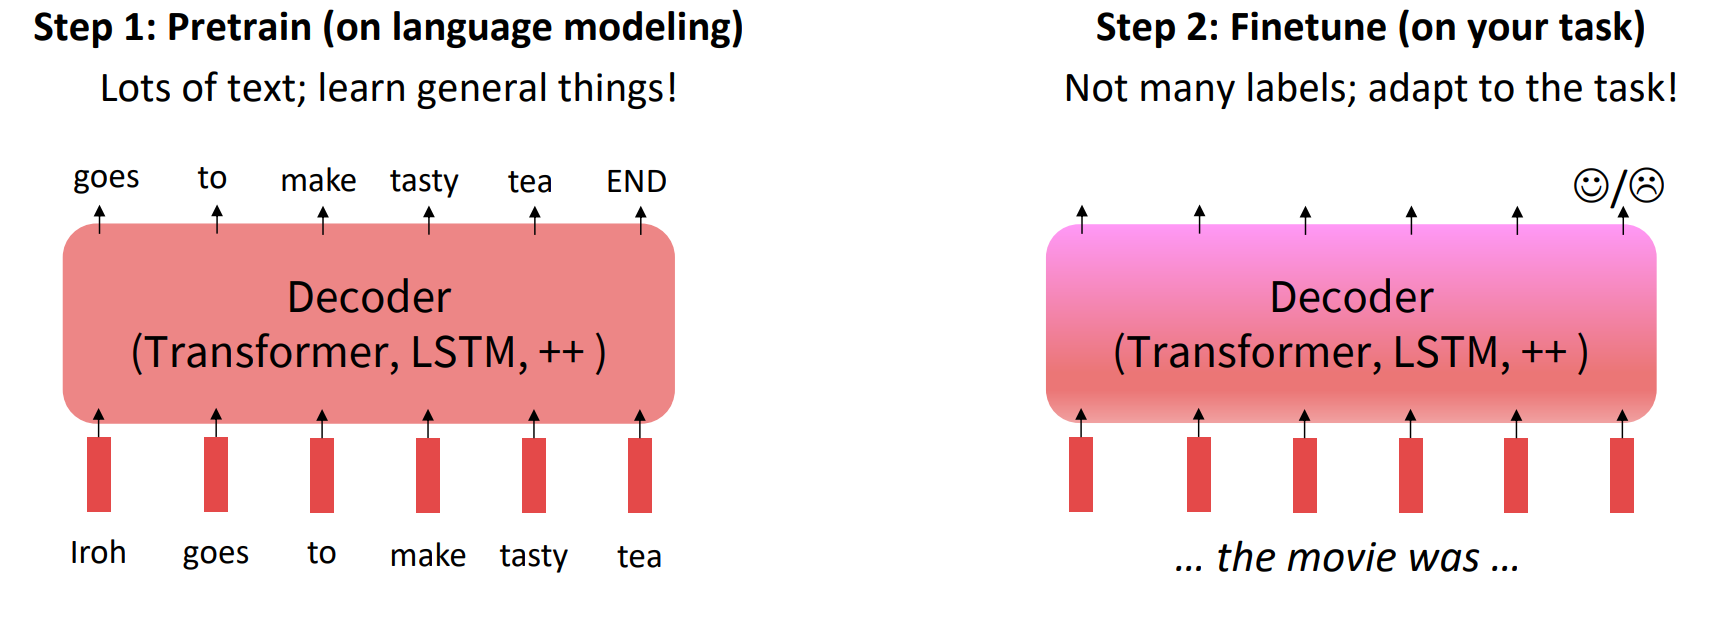 Step 1: Pretrain (on language modeling)
Lots of text; learn general things!
goes to make tasty tea END
Decoder
(Transformer, LSTM, ++ )
Iroh goes to make tasty tea
Step 2: Finetune (on your task)
Not many labels; adapt to the task!
☺/☹
Decoder
(Transformer, LSTM, ++ )
... the movie was ...